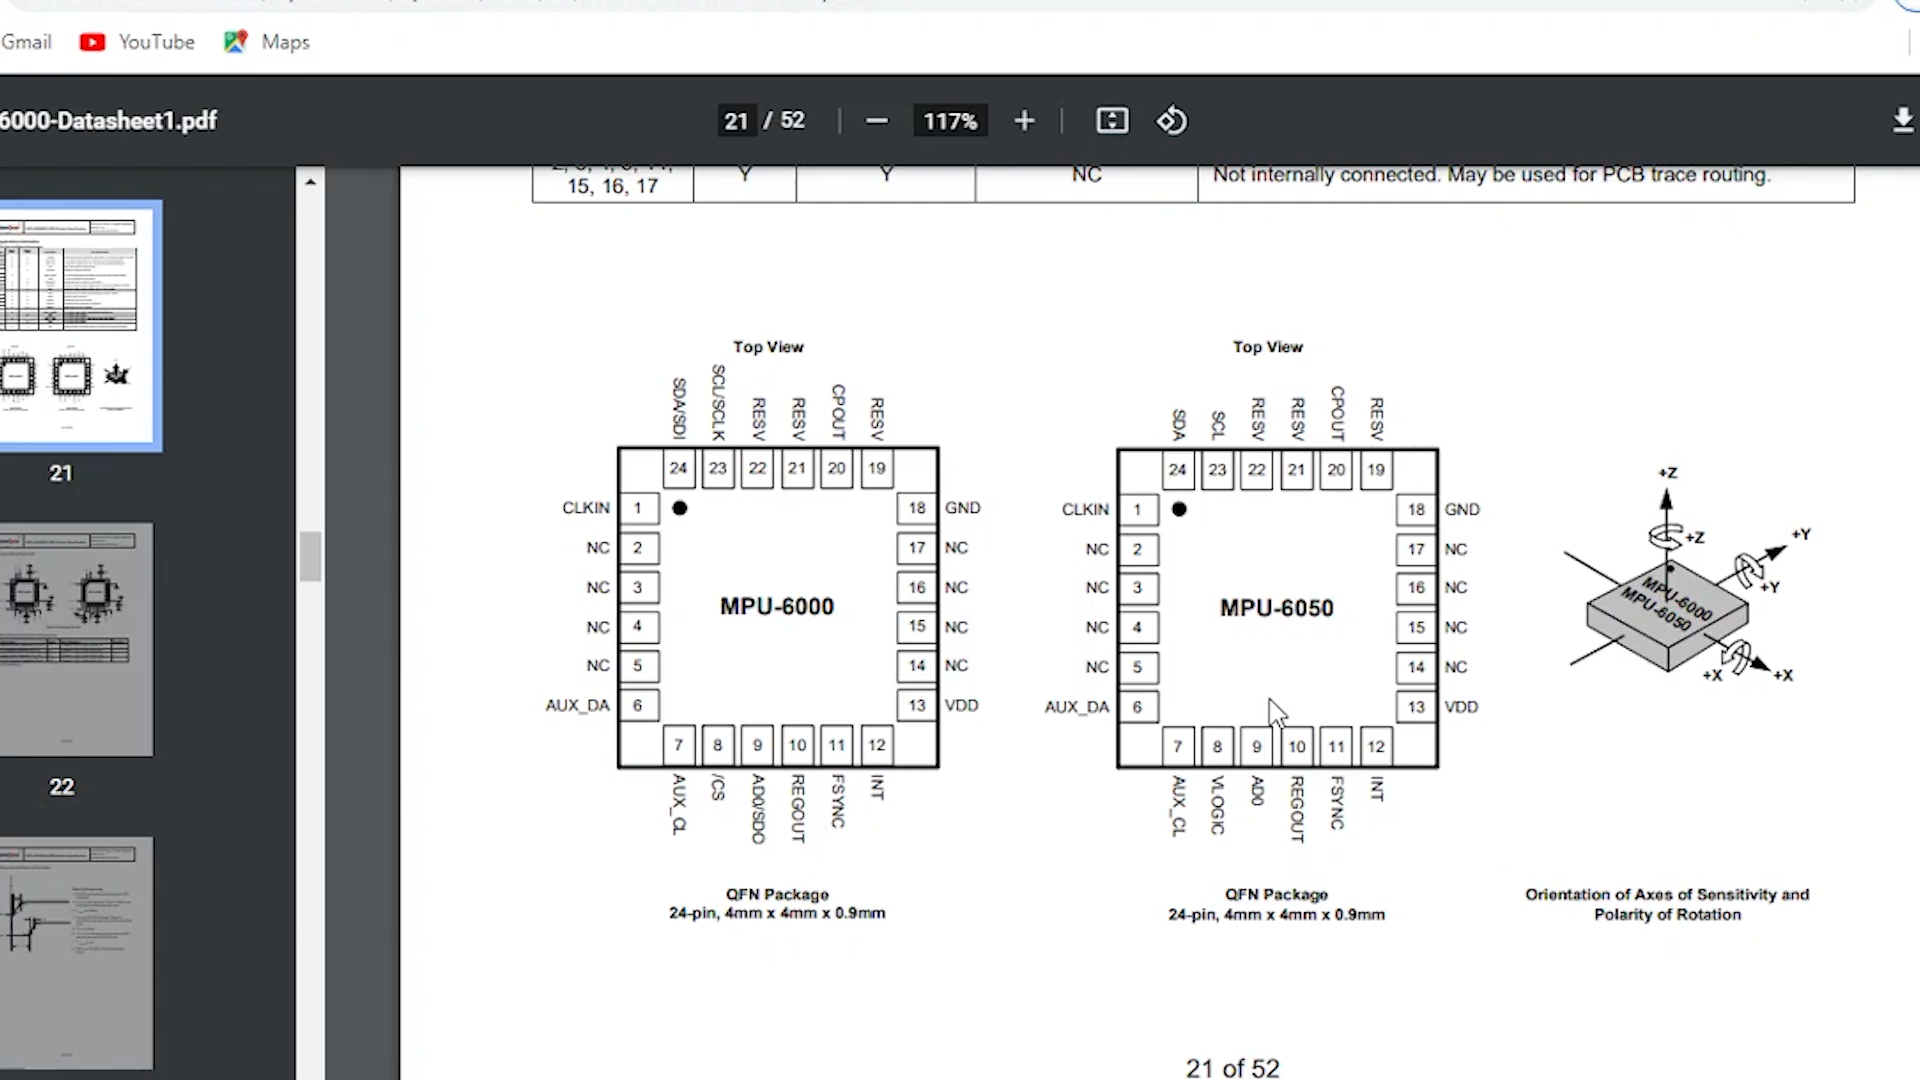 Gmail YouTube Maps
6000-Datasheet1.pdf 21 / 52 117%
15, 16, 17 Y Y NC Not internally connected. May be used for PCB trace routing.
21
22
Top View
SDA/SDI SCL/SCLK RESV RESV CPOUT RESV
24 23 22 21 20 19
CLKIN 1 18 GND
NC 2 17 NC
NC 3 16 NC
MPU-6000
NC 4 15 NC
NC 5 14 NC
AUX_DA 6 13 VDD
7 8 9 10 11 12
AUX_CL /CS AD0/SDO REGOUT FSYNC INT
QFN Package
24-pin, 4mm x 4mm x 0.9mm
Top View
SDA SCL RESV RESV CPOUT RESV
24 23 22 21 20 19
CLKIN 1 18 GND
NC 2 17 NC
NC 3 16 NC
MPU-6050
NC 4 15 NC
NC 5 14 NC
AUX_DA 6 13 VDD
7 8 9 10 11 12
AUX_CL VLOGIC AD0 REGOUT FSYNC INT
QFN Package
24-pin, 4mm x 4mm x 0.9mm
+Z
+Z
+Y
+Y
MPU-6000
MPU-6050
+X +X
Orientation of Axes of Sensitivity and
Polarity of Rotation
21 of 52